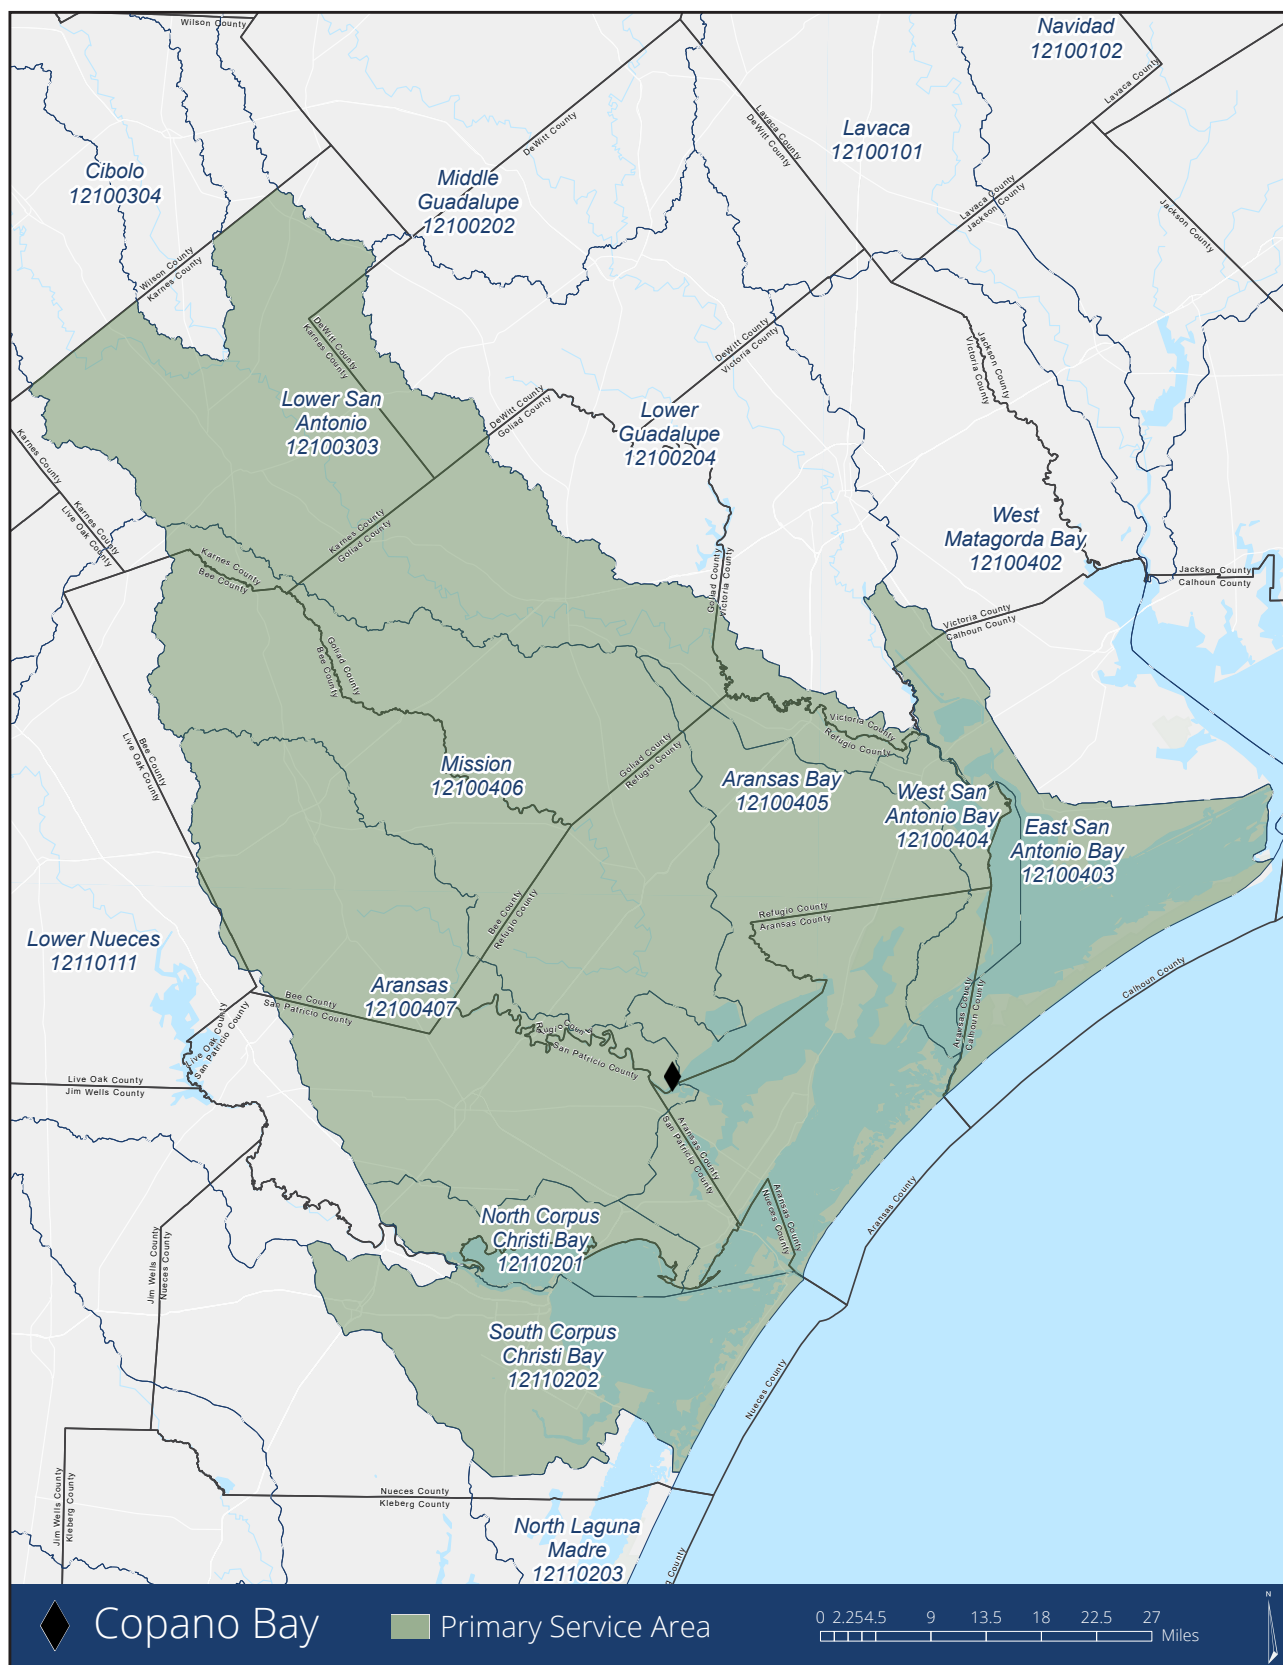 Wilson County
Navidad
12100102
Lavaca County
DeWitt County
Lavaca County
DeWitt County
Lavaca
12100101
Cibolo
12100304
Middle
Guadalupe
12100202
Lavaca County
Jackson County
Jackson County
Wilson County
Karnes County
DeWitt County
Karnes County
DeWitt County
Victoria County
Jackson County
Victoria County
Lower San
Antonio
12100303
DeWitt County
Goliad County
Lower
Guadalupe
12100204
Karnes County
Karnes County
Live Oak County
Karnes County
Goliad County
West
Matagorda Bay
12100402
Karnes County
Bee County
Goliad County
Victoria County
Jackson County
Calhoun County
Victoria County
Calhoun County
Goliad County
Bee County
Bee County
Live Oak County
Goliad County
Refugio County
Victoria County
Refugio County
Mission
12100406
Aransas Bay
12100405
West San
Antonio Bay
12100404
East San
Antonio Bay
12100403
Bee County
Refugio County
Refugio County
Aransas County
Lower Nueces
12110111
Aransas
12100407
Bee County
San Patricio County
Calhoun County
Aransas County
Calhoun County
Live Oak County
San Patricio County
San Patricio County
Live Oak County
Jim Wells County
Aransas County
San Patricio County
Aransas County
Nueces County
Aransas County
North Corpus
Christi Bay
12110201
Jim Wells County
Nueces County
South Corpus
Christi Bay
12110202
Nueces County
Jim Wells County
Kleberg County
Nueces County
Kleberg County
North Laguna
Madre
12110203
g County
Copano Bay
Primary Service Area
0 2.25 4.5 9 13.5 18 22.5 27
Miles
N